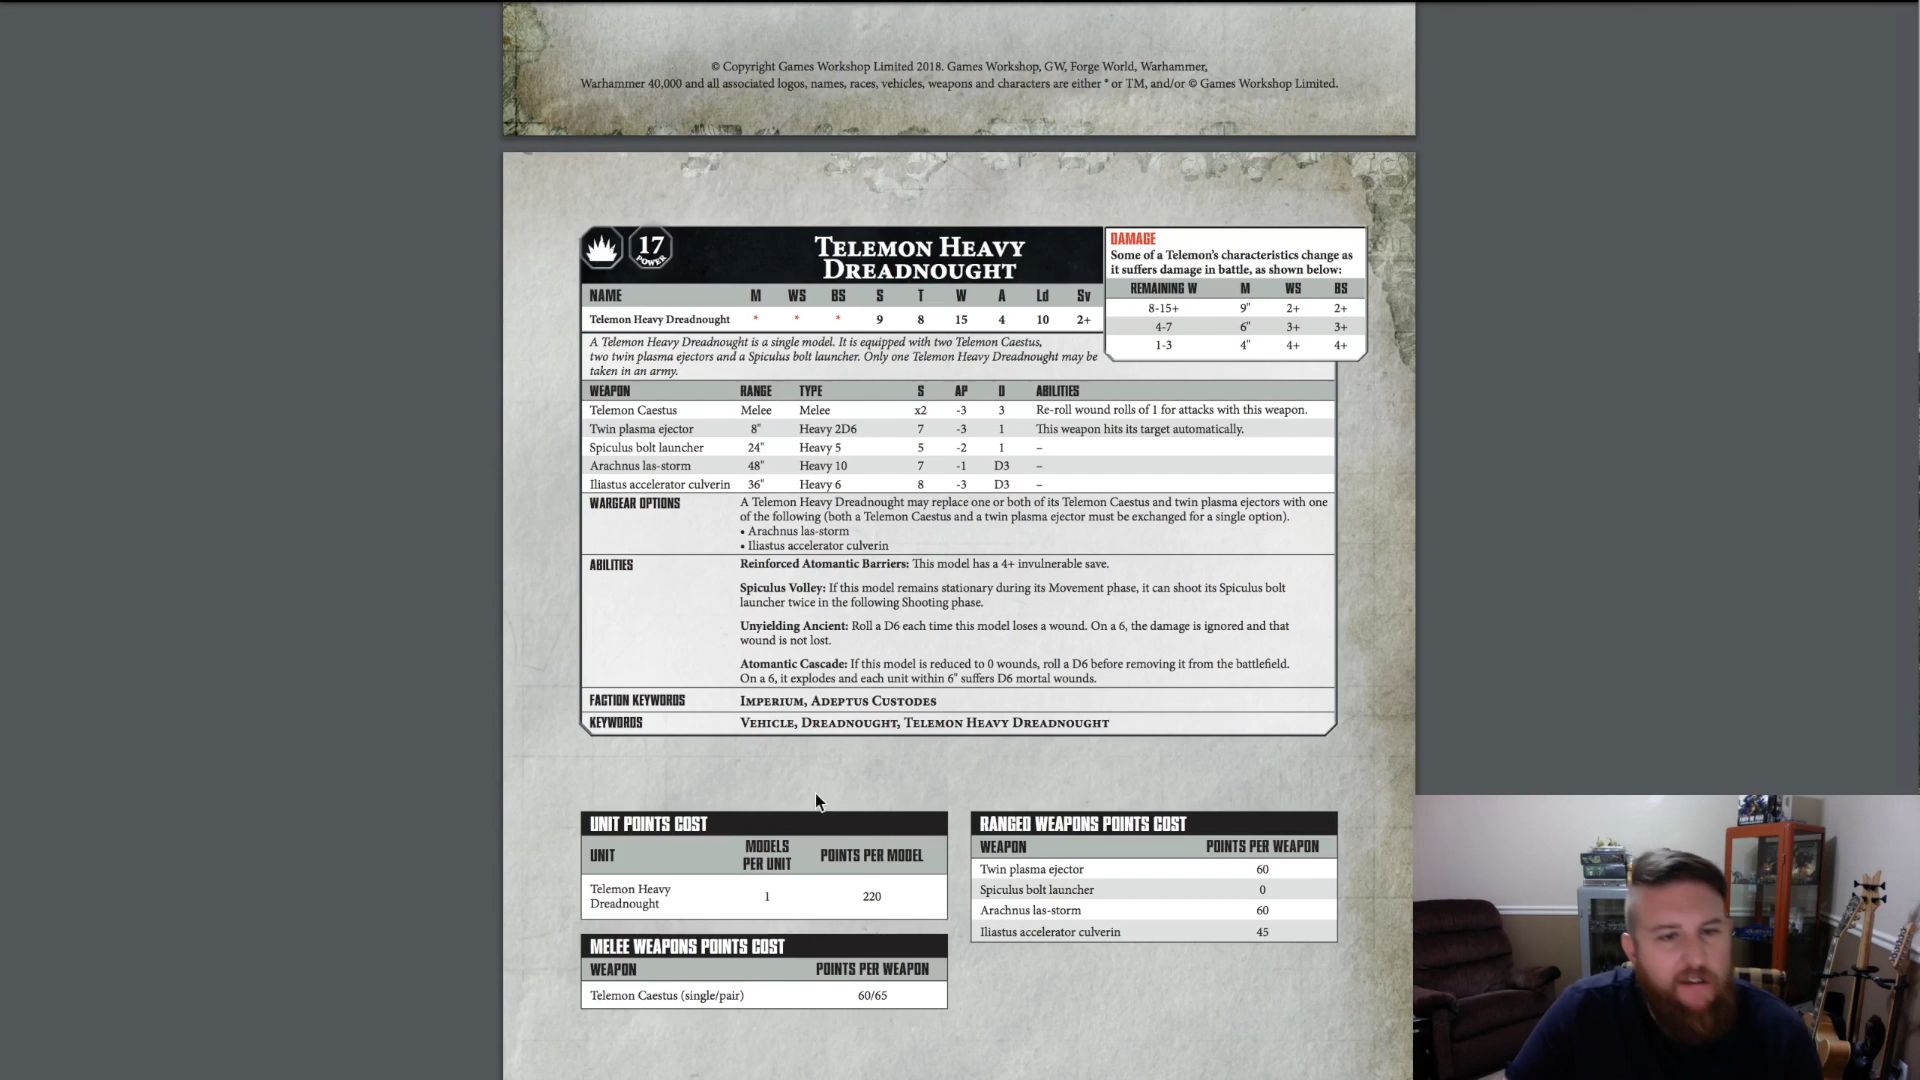 © Copyright Games Workshop Limited 2018. Games Workshop, GW, Forge World, Warhammer,
Warhammer 40,000 and all associated logos, names, races, vehicles, weapons and characters are either ® or TM, and/or © Games Workshop Limited.
17
POWER
TELEMON HEAVY
DREADNOUGHT
NAME M WS BS S T W A Ld Sv
Telemon Heavy Dreadnought * * * 9 8 15 4 10 2+
DAMAGE
Some of a Telemon's characteristics change as
it suffers damage in battle, as shown below:
REMAINING W M WS BS
8-15+ 9" 2+ 2+
4-7 6" 3+ 3+
1-3 4" 4+ 4+
A Telemon Heavy Dreadnought is a single model. It is equipped with two Telemon Caestus,
two twin plasma ejectors and a Spiculus bolt launcher. Only one Telemon Heavy Dreadnought may be
taken in an army.
WEAPON RANGE TYPE S AP D ABILITIES
Telemon Caestus Melee Melee x2 -3 3 Re-roll wound rolls of 1 for attacks with this weapon.
Twin plasma ejector 8" Heavy 2D6 7 -3 1 This weapon hits its target automatically.
Spiculus bolt launcher 24" Heavy 5 5 -2 1 –
Arachnus las-storm 48" Heavy 10 7 -1 D3 –
Iliastus accelerator culverin 36" Heavy 6 8 -3 D3 –
WARGEAR OPTIONS A Telemon Heavy Dreadnought may replace one or both of its Telemon Caestus and twin plasma ejectors with one
of the following (both a Telemon Caestus and a twin plasma ejector must be exchanged for a single option).
• Arachnus las-storm
• Iliastus accelerator culverin
ABILITIES Reinforced Atomantic Barriers: This model has a 4+ invulnerable save.
Spiculus Volley: If this model remains stationary during its Movement phase, it can shoot its Spiculus bolt
launcher twice in the following Shooting phase.
Unyielding Ancient: Roll a D6 each time this model loses a wound. On a 6, the damage is ignored and that
wound is not lost.
Atomantic Cascade: If this model is reduced to 0 wounds, roll a D6 before removing it from the battlefield.
On a 6, it explodes and each unit within 6" suffers D6 mortal wounds.
FACTION KEYWORDS IMPERIUM, ADEPTUS CUSTODES
KEYWORDS VEHICLE, DREADNOUGHT, TELEMON HEAVY DREADNOUGHT
UNIT POINTS COST
UNIT MODELS PER UNIT POINTS PER MODEL
Telemon Heavy
Dreadnought 1 220
MELEE WEAPONS POINTS COST
WEAPON POINTS PER WEAPON
Telemon Caestus (single/pair) 60/65
RANGED WEAPONS POINTS COST
WEAPON POINTS PER WEAPON
Twin plasma ejector 60
Spiculus bolt launcher 0
Arachnus las-storm 60
Iliastus accelerator culverin 45